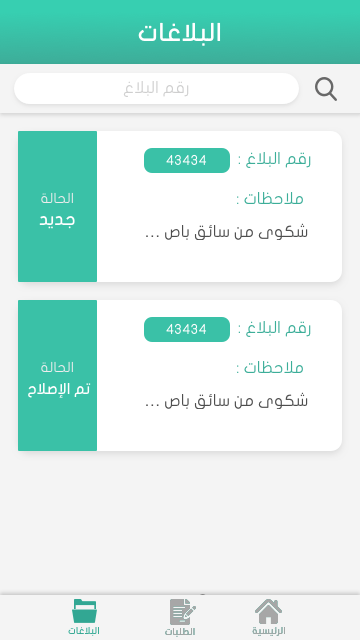 البلاغات
رقم البلاغ
رقم البلاغ : 43434
ملاحظات :
شكوى من سائق باص ...
الحالة
جديد
رقم البلاغ : 43434
ملاحظات :
شكوى من سائق باص ...
الحالة
تم الإصلاح
الرئيسية
الطلبات
البلاغات